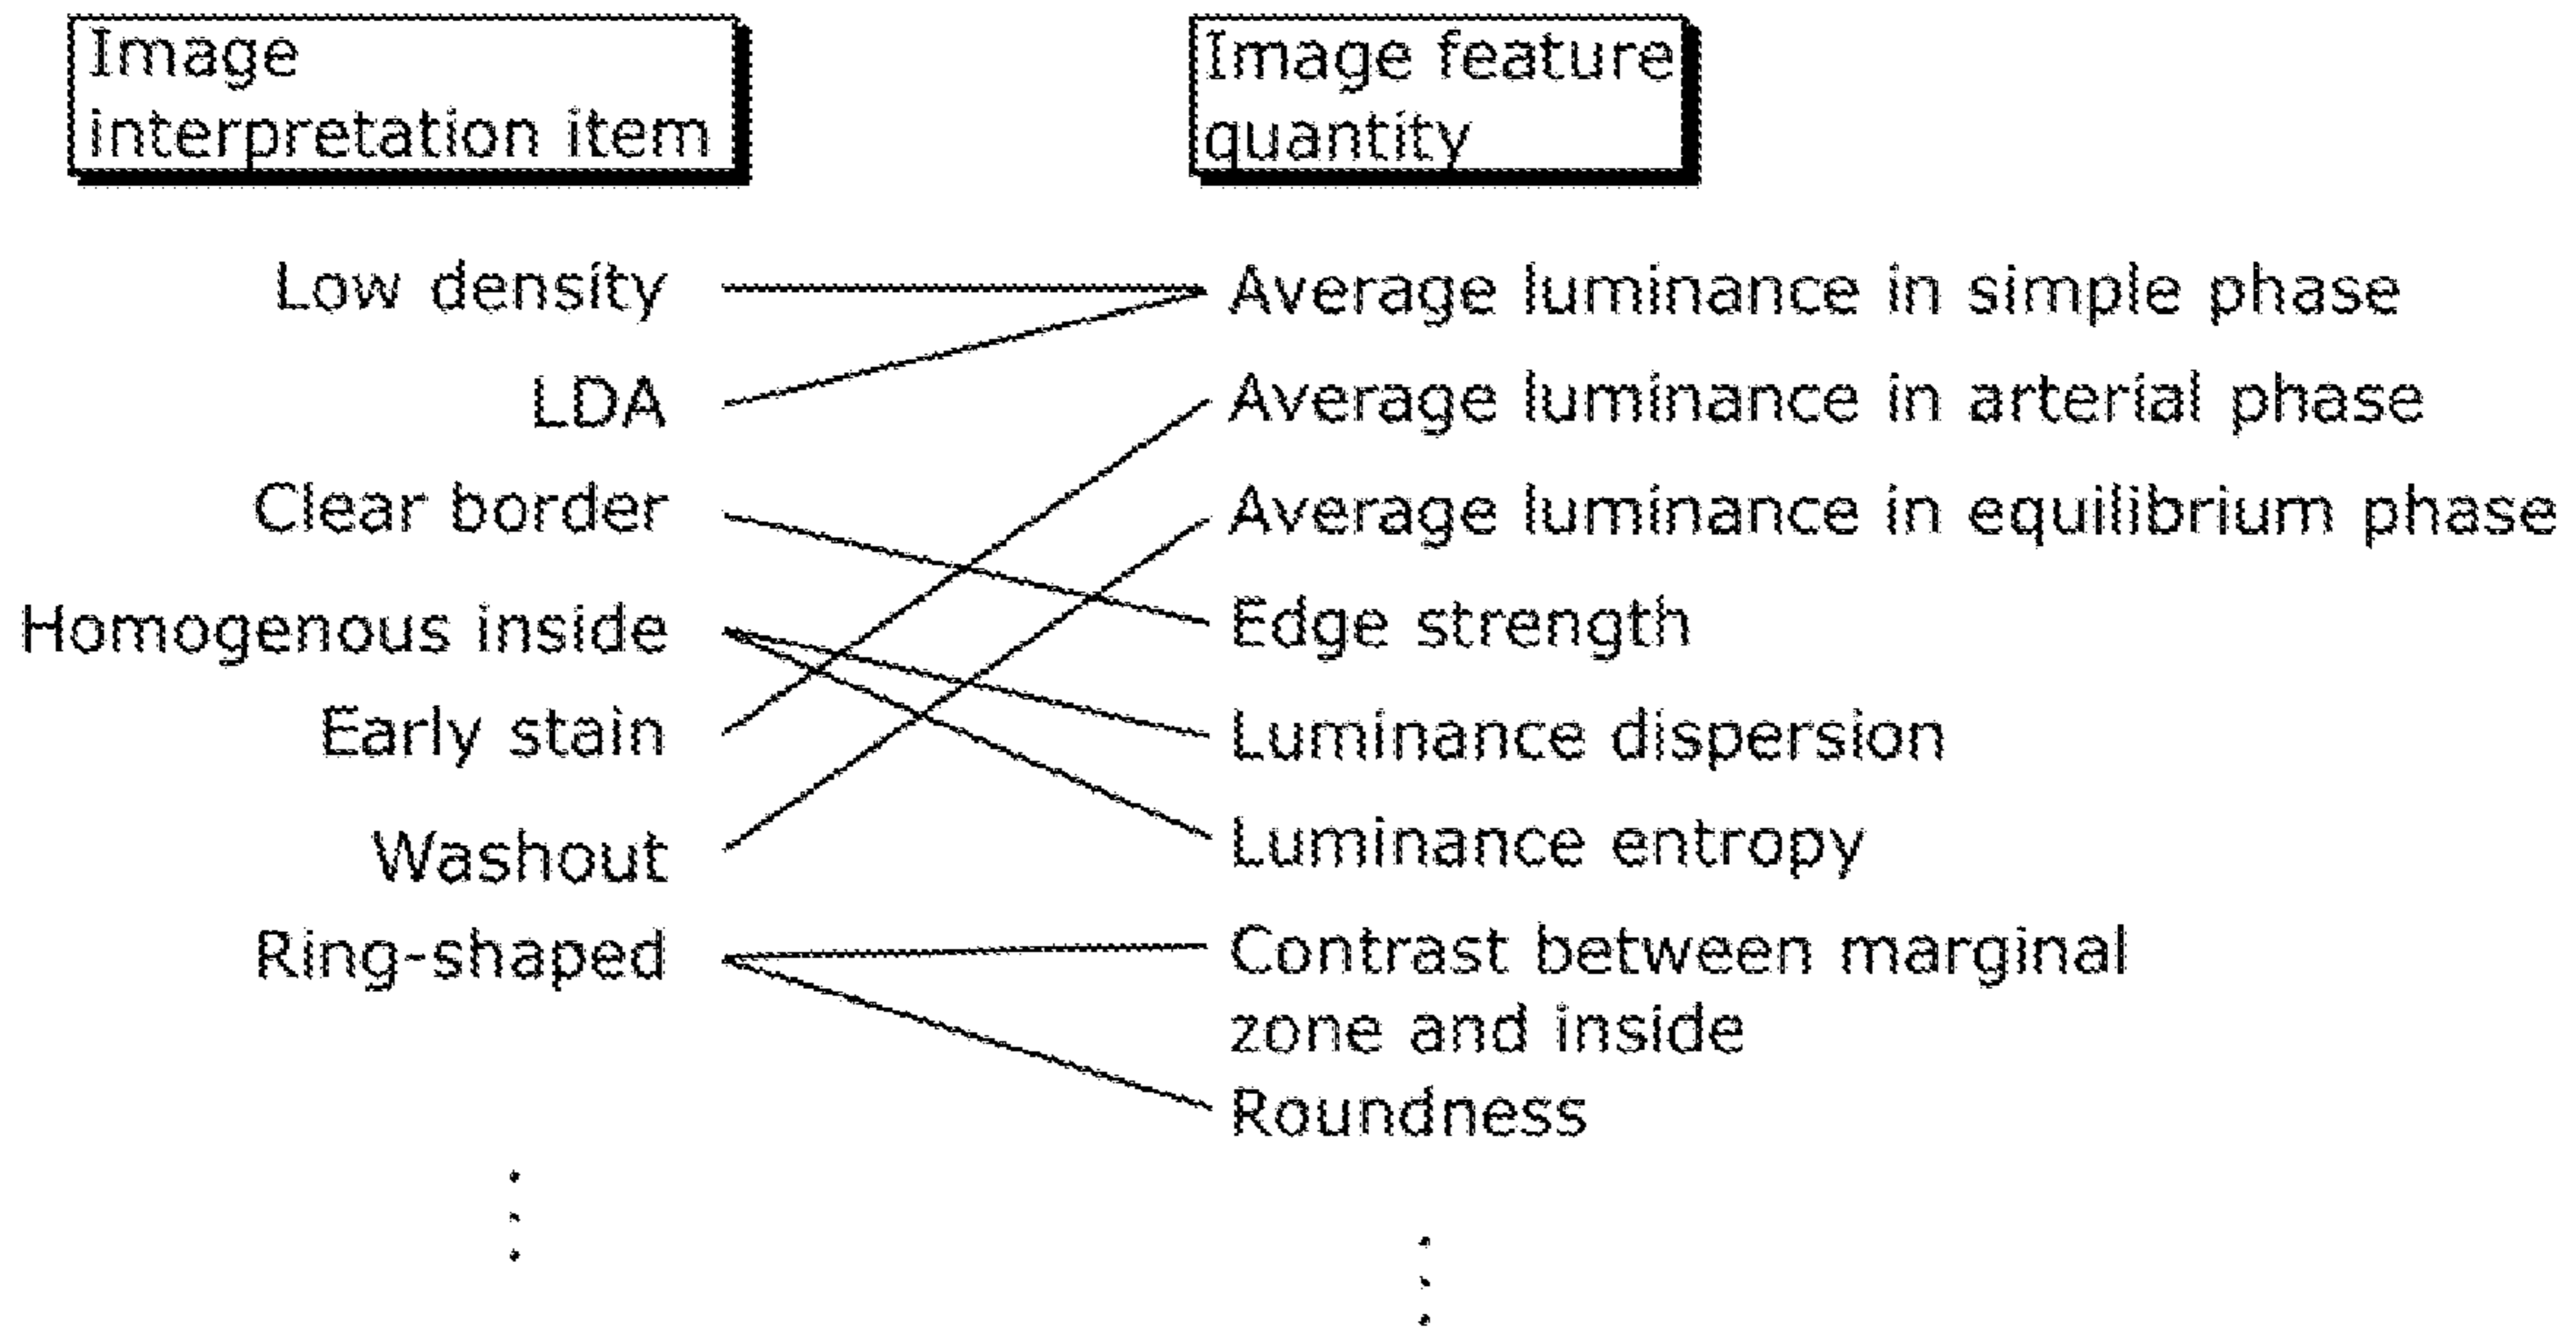 Image
interpretation item
Image feature
quantity
Low density
LDA
Clear border
Homogenous inside
Early stain
Washout
Ring-shaped
Average luminance in simple phase
Average luminance in arterial phase
Average luminance in equilibrium phase
Edge strength
Luminance dispersion
Luminance entropy
Contrast between marginal
zone and inside
Roundness